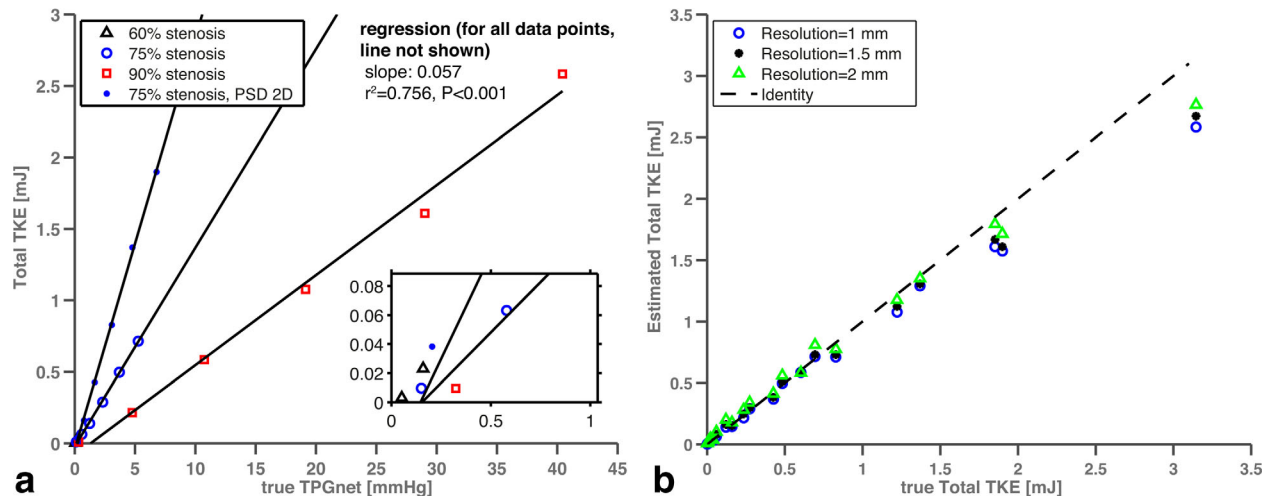 3
2.5
2
1.5
1
0.5
0
Total TKE [mJ]
60% stenosis
75% stenosis
90% stenosis
75% stenosis, PSD 2D
regression (for all data points,
line not shown)
slope: 0.057
r²=0.756, P<0.001
0.08
0.06
0.04
0.02
0
0 0.5 1
0 5 10 15 20 25 30 35 40 45
true TPGnet [mmHg]
a
3.5
3
2.5
2
1.5
1
0.5
0
Estimated Total TKE [mJ]
Resolution=1 mm
Resolution=1.5 mm
Resolution=2 mm
Identity
0 0.5 1 1.5 2 2.5 3 3.5
true Total TKE [mJ]
b